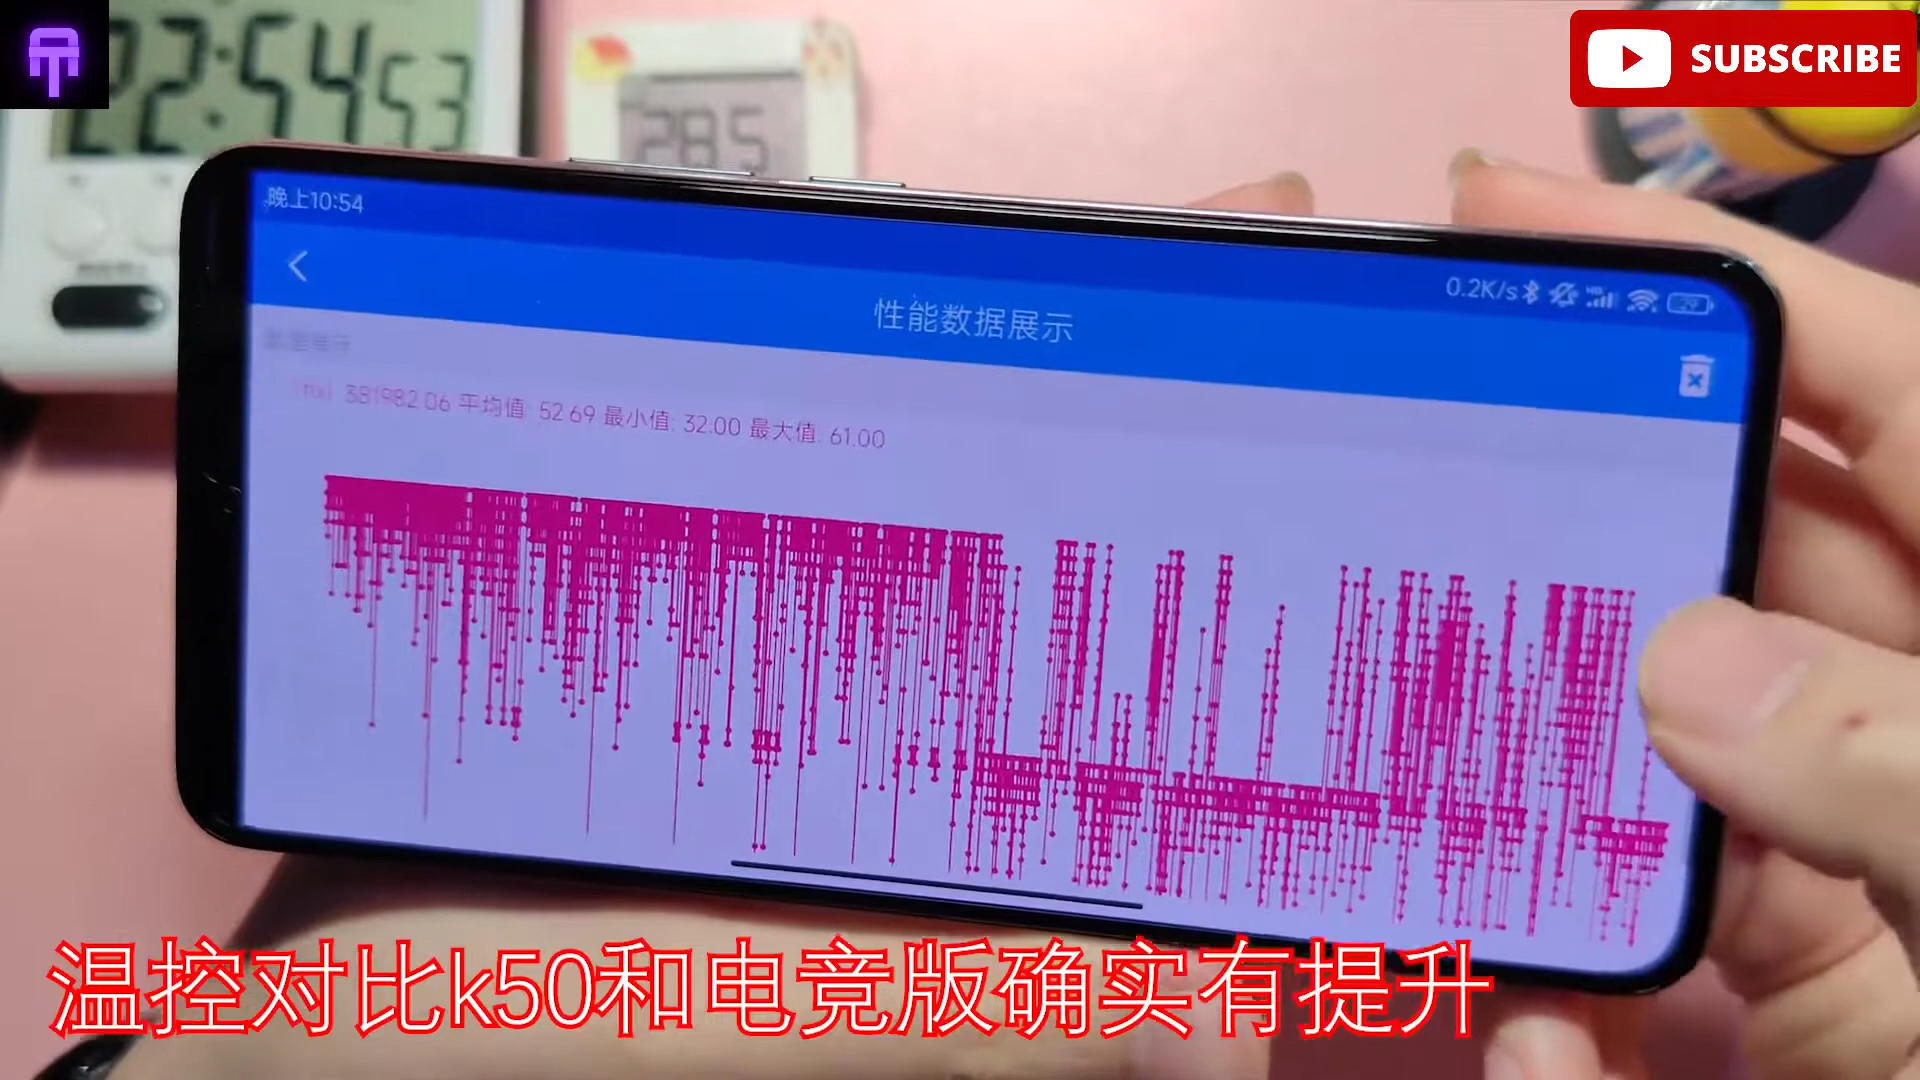 22:54 53
28.5
SUBSCRIBE
晚上10:54
0.2K/s
29
性能数据展示
381982.06 平均值: 52.69 最小值: 32.00 最大值: 61.00
温控对比k50和电竞版确实有提升